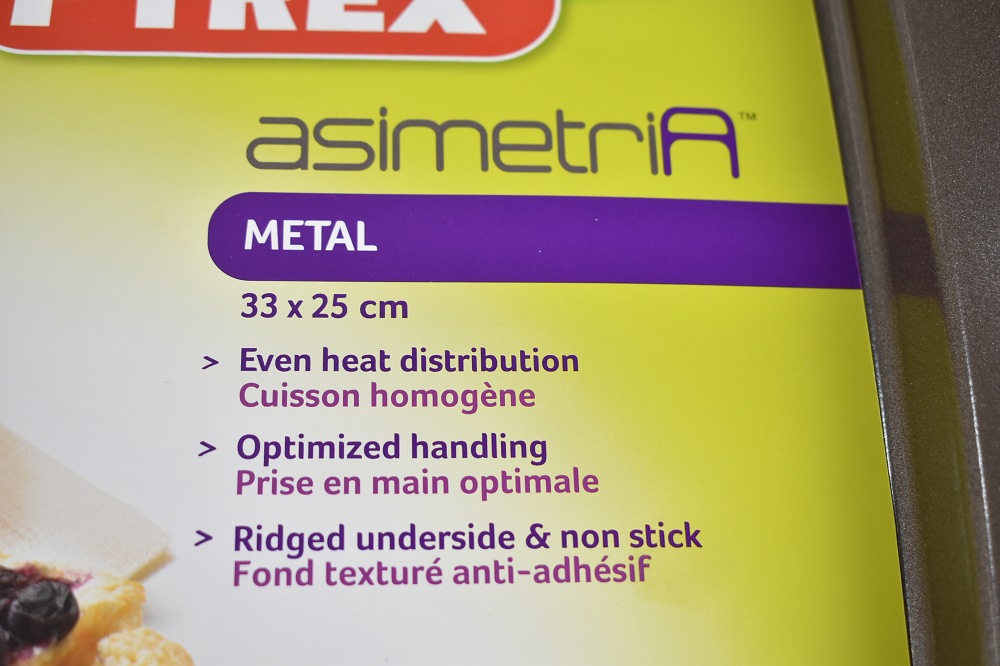 PYREX
asimetriA™
METAL
33 x 25 cm
> Even heat distribution
Cuisson homogène
> Optimized handling
Prise en main optimale
> Ridged underside & non stick
Fond texturé anti-adhésif